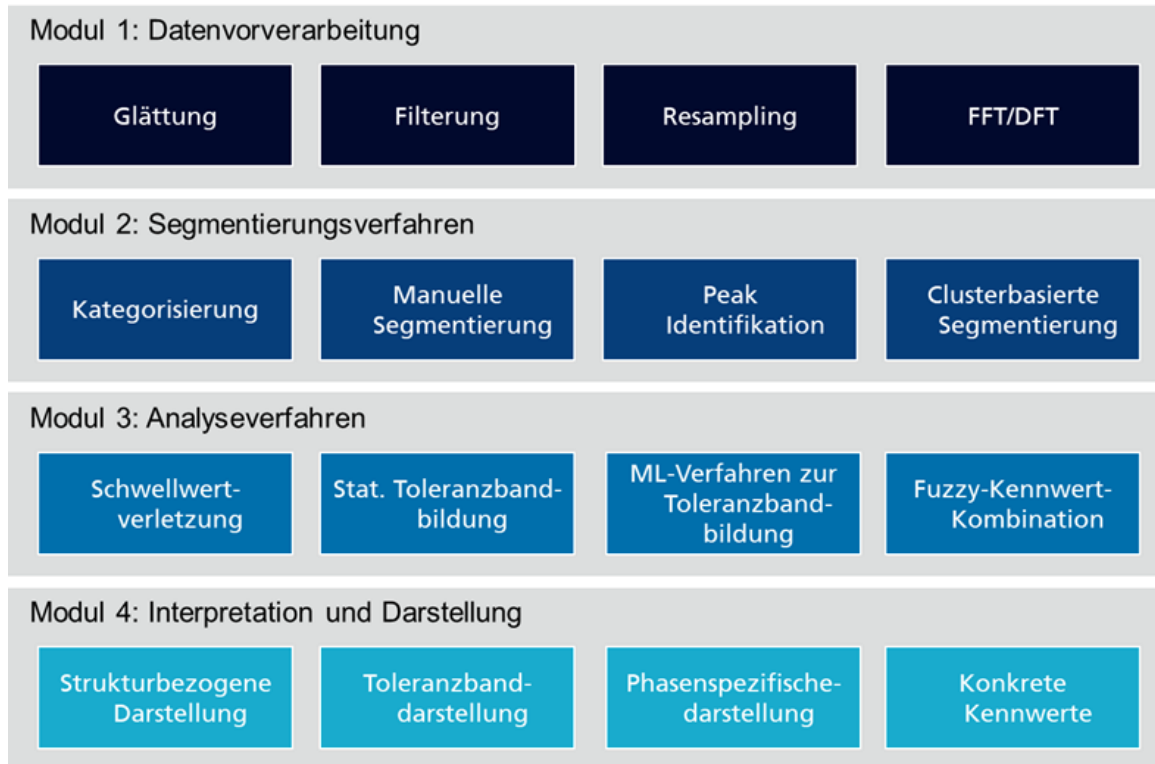 Modul 1: Datenvorverarbeitung
Glättung
Filterung
Resampling
FFT/DFT
Modul 2: Segmentierungsverfahren
Kategorisierung
Manuelle
Segmentierung
Peak
Identifikation
Clusterbasierte
Segmentierung
Modul 3: Analyseverfahren
Schwellwert-
verletzung
Stat. Toleranzband-
bildung
ML-Verfahren zur
Toleranzband-
bildung
Fuzzy-Kennwert-
Kombination
Modul 4: Interpretation und Darstellung
Strukturbezogene
Darstellung
Toleranzband-
darstellung
Phasenspezifische-
darstellung
Konkrete
Kennwerte